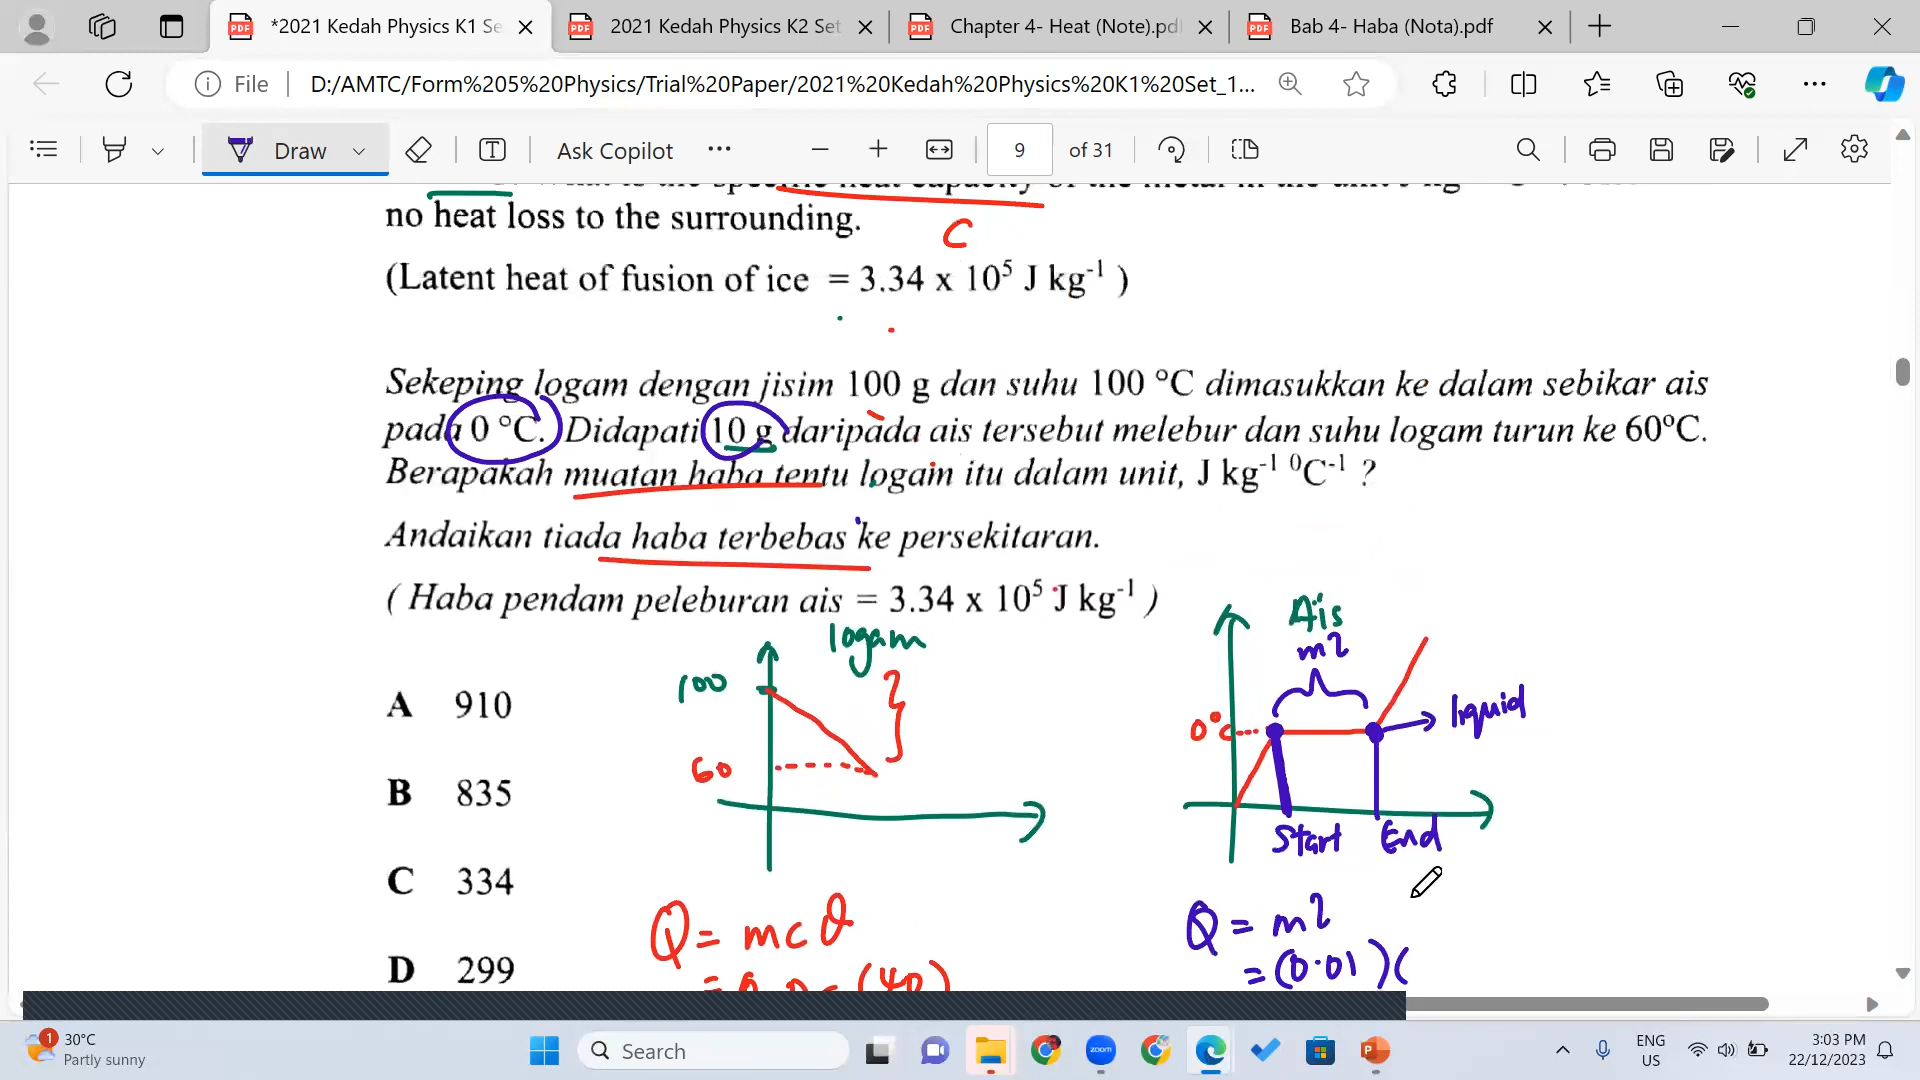 *2021 Kedah Physics K1 Se
2021 Kedah Physics K2 Set
Chapter 4- Heat (Note).pdf
Bab 4- Haba (Nota).pdf
File
D:/AMTC/Form%205%20Physics/Trial%20Paper/2021%20Kedah%20Physics%20K1%20Set_1...
Draw
Ask Copilot
9 of 31
no heat loss to the surrounding.
C
(Latent heat of fusion of ice = 3.34 x 10⁵ J kg⁻¹ )
Sekeping logam dengan jisim 100 g dan suhu 100 °C dimasukkan ke dalam sebikar ais
pada 0 °C. Didapati 10 g daripada ais tersebut melebur dan suhu logam turun ke 60°C.
Berapakah muatan haba tentu logam itu dalam unit, J kg⁻¹ ⁰C⁻¹ ?
Andaikan tiada haba terbebas ke persekitaran.
( Haba pendam peleburan ais = 3.34 x 10⁵ J kg⁻¹ )
logam
100
60
Ais
ml
0°C
liquid
Start End
A 910
B 835
C 334
D 299
Q = mcθ
Q = ml
= (0.01)(
(40)
30°C
Partly sunny
1
Search
zoom
ENG
US
3:03 PM
22/12/2023